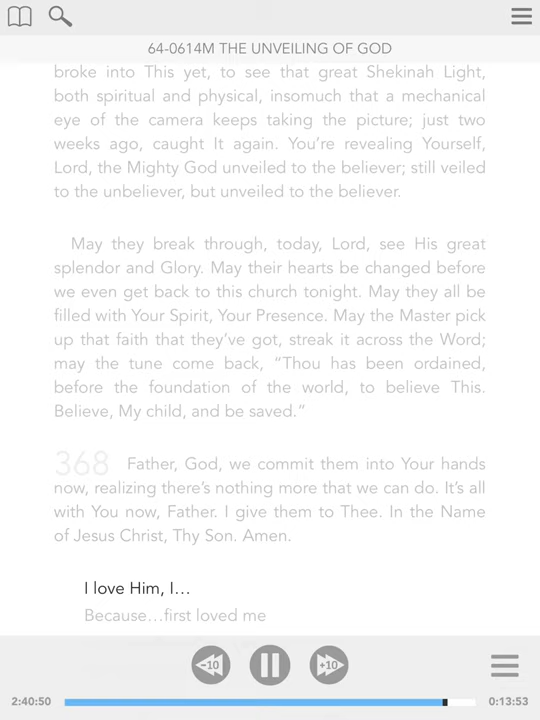 64-0614M THE UNVEILING OF GOD
broke into This yet, to see that great Shekinah Light,
both spiritual and physical, insomuch that a mechanical
eye of the camera keeps taking the picture; just two
weeks ago, caught It again. You’re revealing Yourself,
Lord, the Mighty God unveiled to the believer; still veiled
to the unbeliever, but unveiled to the believer.
May they break through, today, Lord, see His great
splendor and Glory. May their hearts be changed before
we even get back to this church tonight. May they all be
filled with Your Spirit, Your Presence. May the Master pick
up that faith that they’ve got, streak it across the Word;
may the tune come back, “Thou has been ordained,
before the foundation of the world, to believe This.
Believe, My child, and be saved.”
368 Father, God, we commit them into Your hands
now, realizing there’s nothing more that we can do. It’s all
with You now, Father. I give them to Thee. In the Name
of Jesus Christ, Thy Son. Amen.
I love Him, I…
Because…first loved me
-10
+10
2:40:50
0:13:53